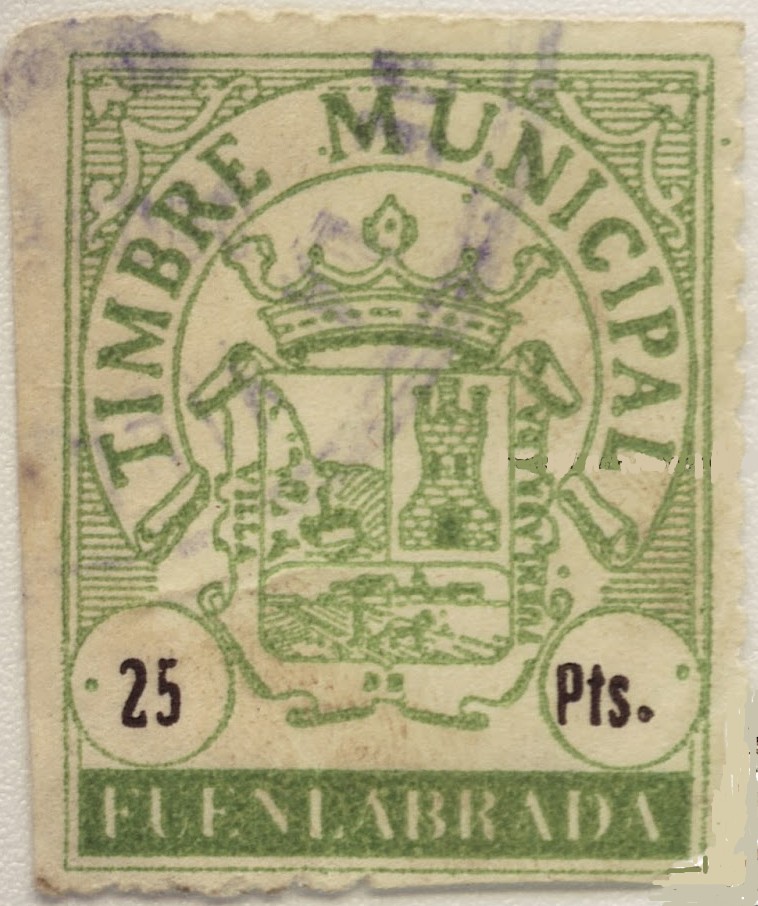 TIMBRE MUNICIPAL
VILLA
25 Pts.
FUENLABRADA